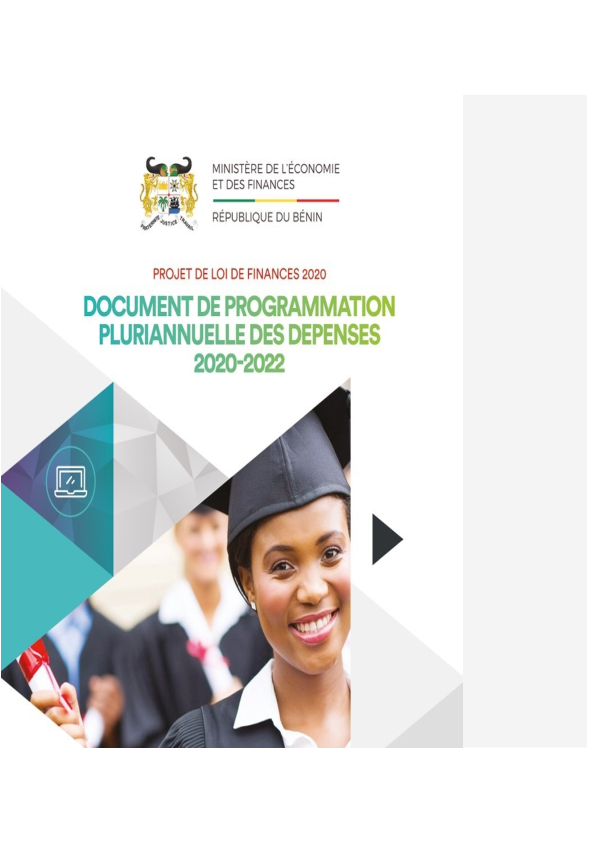 MINISTÈRE DE L'ÉCONOMIE
ET DES FINANCES
RÉPUBLIQUE DU BÉNIN
FRATERNITÉ JUSTICE TRAVAIL
PROJET DE LOI DE FINANCES 2020
DOCUMENT DE PROGRAMMATION
PLURIANNUELLE DES DEPENSES
2020-2022